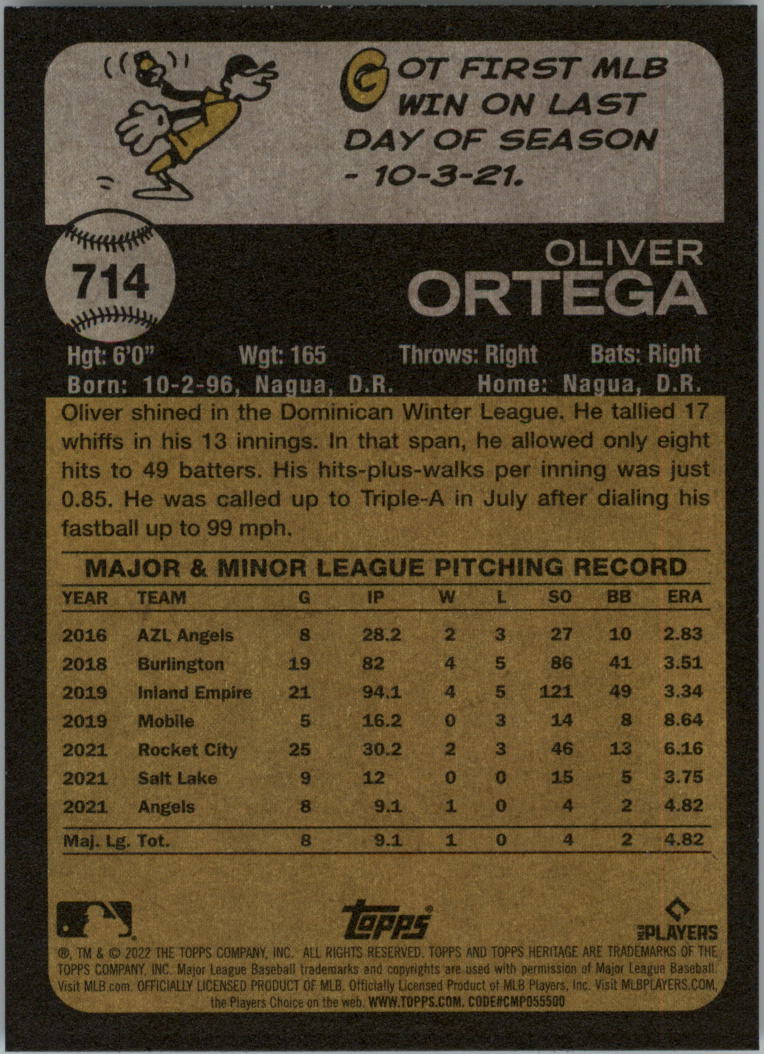 GOT FIRST MLB
WIN ON LAST
DAY OF SEASON
- 10-3-21.
714
OLIVER
ORTEGA
Hgt: 6'0" Wgt: 165 Throws: Right Bats: Right
Born: 10-2-96, Nagua, D.R. Home: Nagua, D.R.
Oliver shined in the Dominican Winter League. He tallied 17
whiffs in his 13 innings. In that span, he allowed only eight
hits to 49 batters. His hits-plus-walks per inning was just
0.85. He was called up to Triple-A in July after dialing his
fastball up to 99 mph.
MAJOR & MINOR LEAGUE PITCHING RECORD
YEAR TEAM G IP W L SO BB ERA
2016 AZL Angels 8 28.2 2 3 27 10 2.83
2018 Burlington 19 82 4 5 86 41 3.51
2019 Inland Empire 21 94.1 4 5 121 49 3.34
2019 Mobile 5 16.2 0 3 14 8 8.64
2021 Rocket City 25 30.2 2 3 46 13 6.16
2021 Salt Lake 9 12 0 0 15 5 3.75
2021 Angels 8 9.1 1 0 4 2 4.82
Maj. Lg. Tot. 8 9.1 1 0 4 2 4.82
topps®
MLB PLAYERS
®, TM & © 2022 THE TOPPS COMPANY, INC. ALL RIGHTS RESERVED. TOPPS AND TOPPS HERITAGE ARE TRADEMARKS OF THE
TOPPS COMPANY, INC. Major League Baseball trademarks and copyrights are used with permission of Major League Baseball.
Visit MLB.com. OFFICIALLY LICENSED PRODUCT OF MLB. Officially Licensed Product of MLB Players, Inc. Visit MLBPLAYERS.COM,
the Players Choice on the web. WWW.TOPPS.COM. CODE#CMP055500